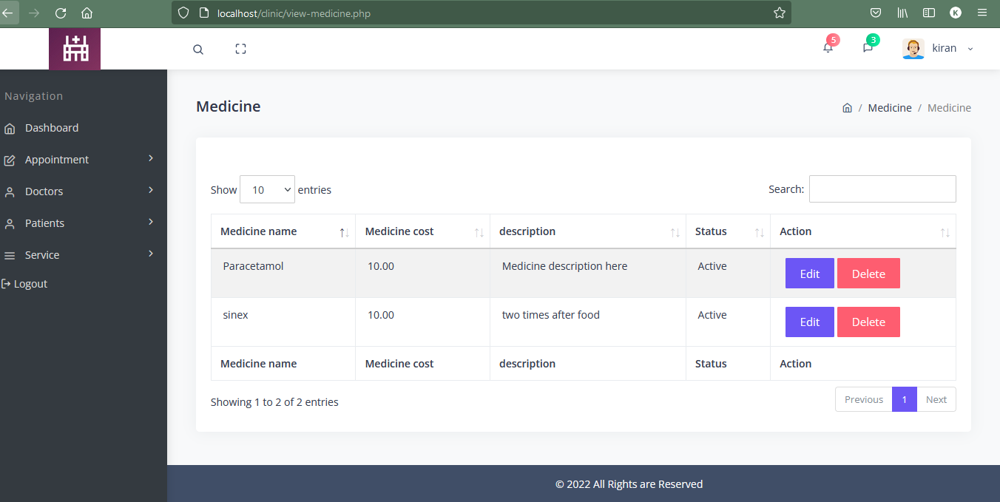 localhost/clinic/view-medicine.php
K
5
3
kiran
Navigation
Dashboard
Appointment
Doctors
Patients
Service
Logout
Medicine
/ Medicine / Medicine
Show 10 entries
Search:
Medicine name Medicine cost description Status Action
Paracetamol 10.00 Medicine description here Active Edit Delete
sinex 10.00 two times after food Active Edit Delete
Medicine name Medicine cost description Status Action
Showing 1 to 2 of 2 entries
Previous 1 Next
© 2022 All Rights are Reserved